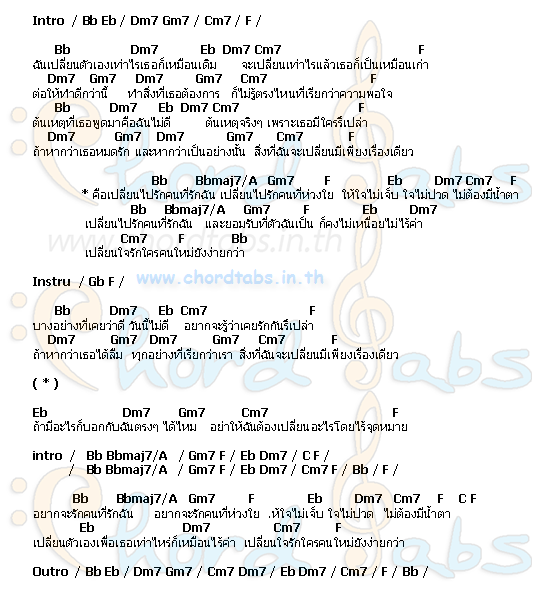 Intro / Bb Eb / Dm7 Gm7 / Cm7 / F /
Bb Dm7 Eb Dm7 Cm7 F
ฉันเปลี่ยนตัวเองเท่าไรเธอก็เหมือนเดิม จะเปลี่ยนเท่าไรแล้วเธอก็เป็นเหมือนเก่า
Dm7 Gm7 Dm7 Gm7 Cm7 F
ต่อให้ทำดีกว่านี้ ทำสิ่งที่เธอต้องการ ก็ไม่รู้ตรงไหนที่เรียกว่าความพอใจ
Bb Dm7 Eb Dm7 Cm7 F
ต้นเหตุที่เธอพูดมาคือฉันไม่ดี ต้นเหตุจริงๆ เพราะเธอมีใครรึเปล่า
Dm7 Gm7 Dm7 Gm7 Cm7 F
ถ้าหากว่าเธอหมดรัก และหากว่าเป็นอย่างนั้น สิ่งที่ฉันจะเปลี่ยนมีเพียงเรื่องเดียว
Bb Bbmaj7/A Gm7 F Eb Dm7 Cm7 F
* คือเปลี่ยนไปรักคนที่รักฉัน เปลี่ยนไปรักคนที่ห่วงใย ให้ใจไม่เจ็บ ใจไม่ปวด ไม่ต้องมีน้ำตา
Bb Bbmaj7/A Gm7 F Eb Dm7
เปลี่ยนไปรักคนที่รักฉัน และยอมรับที่ตัวฉันเป็น ก็คงไม่เหนื่อยไม่ไร้ค่า
Cm7 F Bb
เปลี่ยนใจรักใครคนใหม่ยังง่ายกว่า
www.chordtabs.in.th
Instru / Gb F /
Bb Dm7 Eb Cm7 F
บางอย่างที่เคยว่าดี วันนี้ไม่ดี อยากจะรู้ว่าเคยรักกันรึเปล่า
Dm7 Gm7 Dm7 Gm7 Cm7 F
ถ้าหากว่าเธอได้ลืม ทุกอย่างที่เรียกว่าเรา สิ่งที่ฉันจะเปลี่ยนมีเพียงเรื่องเดียว
( * )
Eb Dm7 Gm7 Cm7 F
ถ้ามีอะไรก็บอกกับฉันตรงๆ ได้ไหม อย่าให้ฉันต้องเปลี่ยนอะไรโดยไร้จุดหมาย
intro / Bb Bbmaj7/A / Gm7 F / Eb Dm7 / C F /
/ Bb Bbmaj7/A / Gm7 F / Eb Dm7 / Cm7 F / Bb / F /
Bb Bbmaj7/A Gm7 F Eb Dm7 Cm7 F C F
อยากจะรักคนที่รักฉัน อยากจะรักคนที่ห่วงใย .ห้ใจไม่เจ็บ ใจไม่ปวด ไม่ต้องมีน้ำตา
Eb Dm7 Cm7 F
เปลี่ยนตัวเองเพื่อเธอเท่าไหร่ก็เหมือนไร้ค่า เปลี่ยนใจรักใครคนใหม่ยังง่ายกว่า
Outro / Bb Eb / Dm7 Gm7 / Cm7 Dm7 / Eb Dm7 / Cm7 / F / Bb /